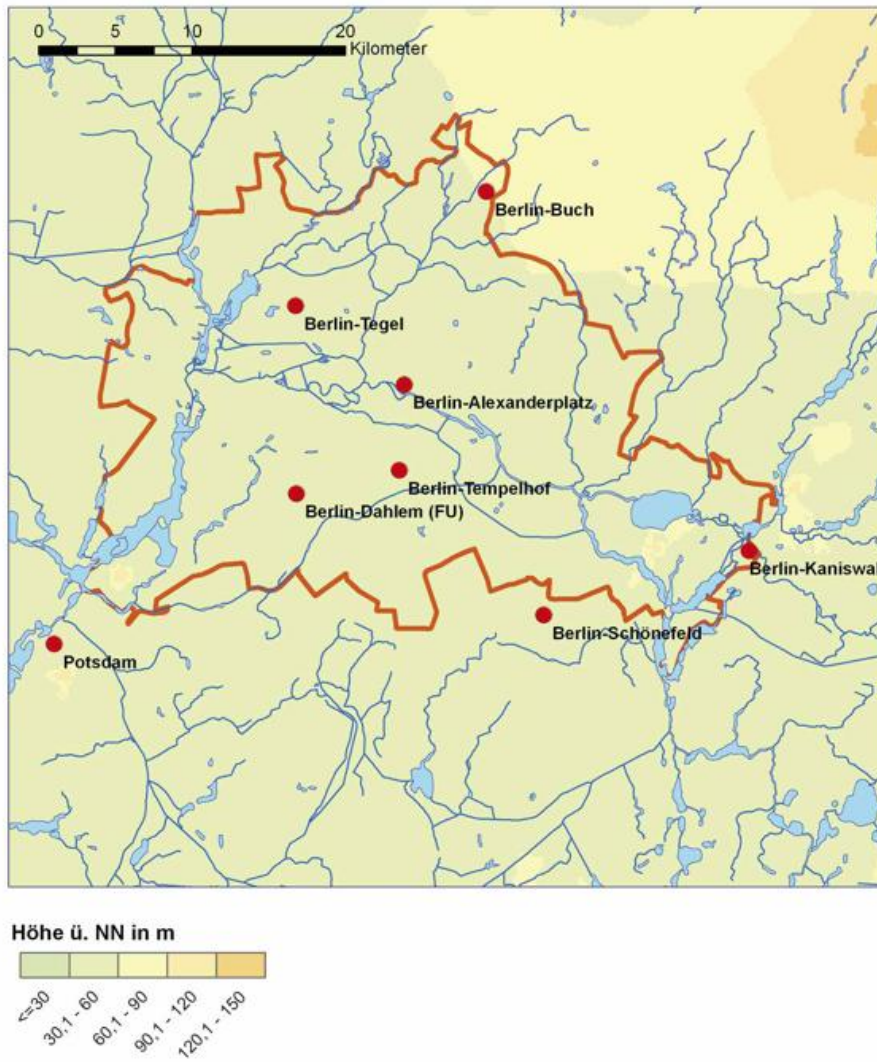 0 5 10 20
Kilometer
Berlin-Buch
Berlin-Tegel
Berlin-Alexanderplatz
Berlin-Tempelhof
Berlin-Dahlem (FU)
Berlin-Kaniswal
Berlin-Schönefeld
Potsdam
Höhe ü. NN in m
<=30
30,1 - 60
60,1 - 90
90,1 - 120
120,1 - 150